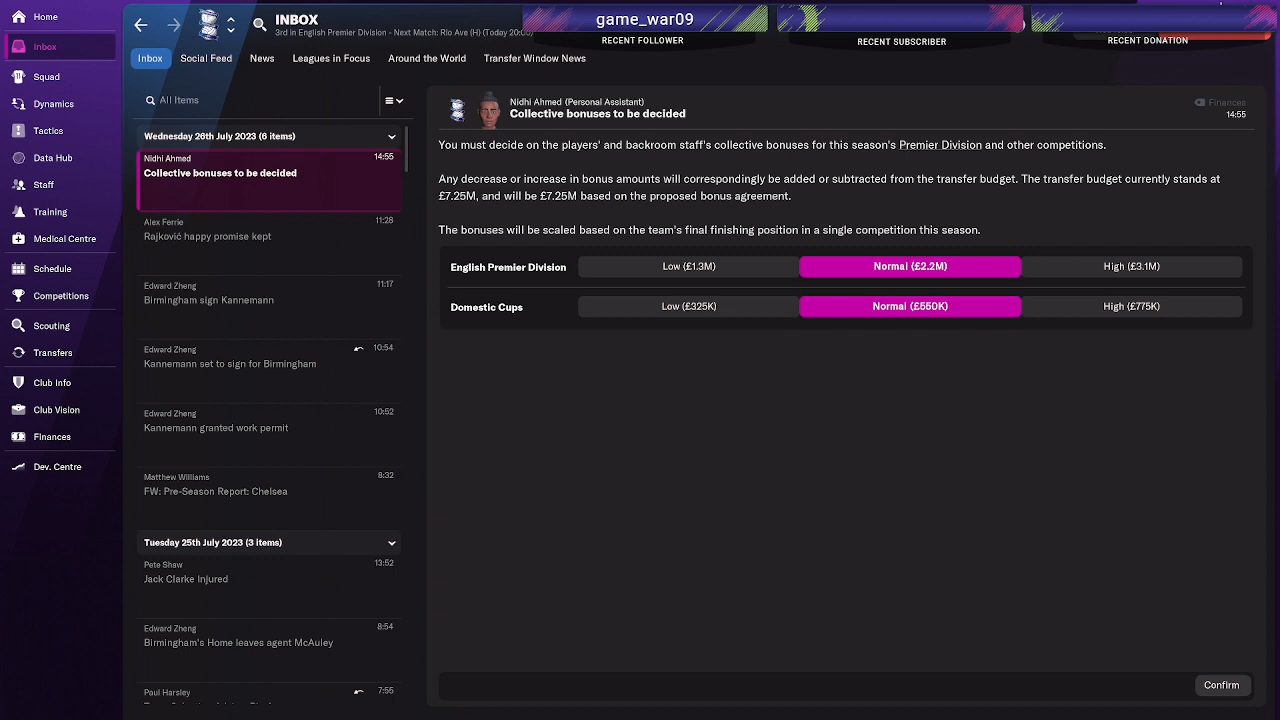 Home
Inbox
Squad
Dynamics
Tactics
Data Hub
Staff
Training
Medical Centre
Schedule
Competitions
Scouting
Transfers
Club Info
Club Vision
Finances
Dev. Centre
INBOX
3rd in English Premier Division - Next Match: Rio Ave (H) (Today 20:00)
game_war09
RECENT FOLLOWER
RECENT SUBSCRIBER
RECENT DONATION
Inbox
Social Feed
News
Leagues in Focus
Around the World
Transfer Window News
All Items
Wednesday 26th July 2023 (6 items)
Nidhi Ahmed 14:55
Collective bonuses to be decided
Alex Ferrie 11:28
Rajković happy promise kept
Edward Zheng 11:17
Birmingham sign Kannemann
Edward Zheng 10:54
Kannemann set to sign for Birmingham
Edward Zheng 10:52
Kannemann granted work permit
Matthew Williams 8:32
FW: Pre-Season Report: Chelsea
Tuesday 25th July 2023 (3 items)
Pete Shaw 13:52
Jack Clarke injured
Edward Zheng 8:54
Birmingham's Home leaves agent McAuley
Paul Harsley 7:55
Nidhi Ahmed (Personal Assistant)
Finances
Collective bonuses to be decided
14:55
You must decide on the players' and backroom staff's collective bonuses for this season's Premier Division and other competitions.
Any decrease or increase in bonus amounts will correspondingly be added or subtracted from the transfer budget. The transfer budget currently stands at
£7.25M, and will be £7.25M based on the proposed bonus agreement.
The bonuses will be scaled based on the team's final finishing position in a single competition this season.
English Premier Division Low (£1.3M) Normal (£2.2M) High (£3.1M)
Domestic Cups Low (£325K) Normal (£550K) High (£775K)
Confirm